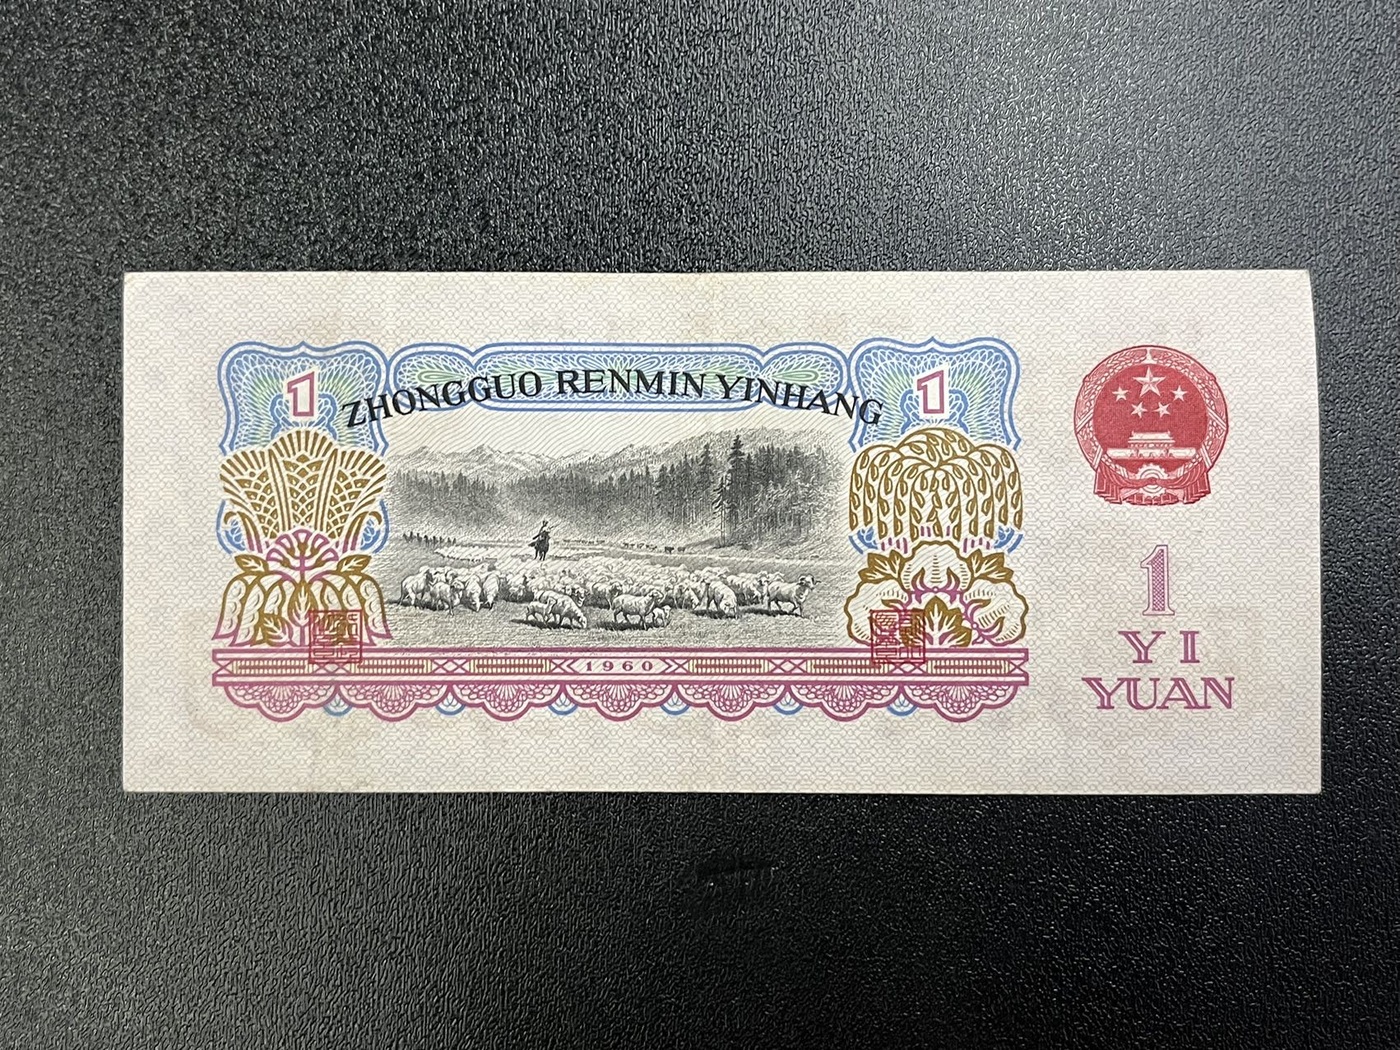 1
ZHONGGUO RENMIN YINHANG
1
1960
1
YI
YUAN